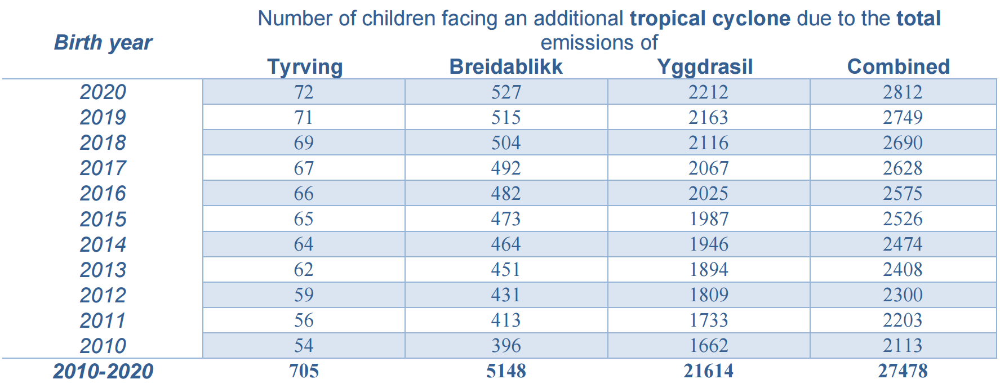 Number of children facing an additional tropical cyclone due to the total
Birth year
emissions of
Tyrving Breidablikk Yggdrasil Combined
2020 72 527 2212 2812
2019 71 515 2163 2749
2018 69 504 2116 2690
2017 67 492 2067 2628
2016 66 482 2025 2575
2015 65 473 1987 2526
2014 64 464 1946 2474
2013 62 451 1894 2408
2012 59 431 1809 2300
2011 56 413 1733 2203
2010 54 396 1662 2113
2010-2020 705 5148 21614 27478